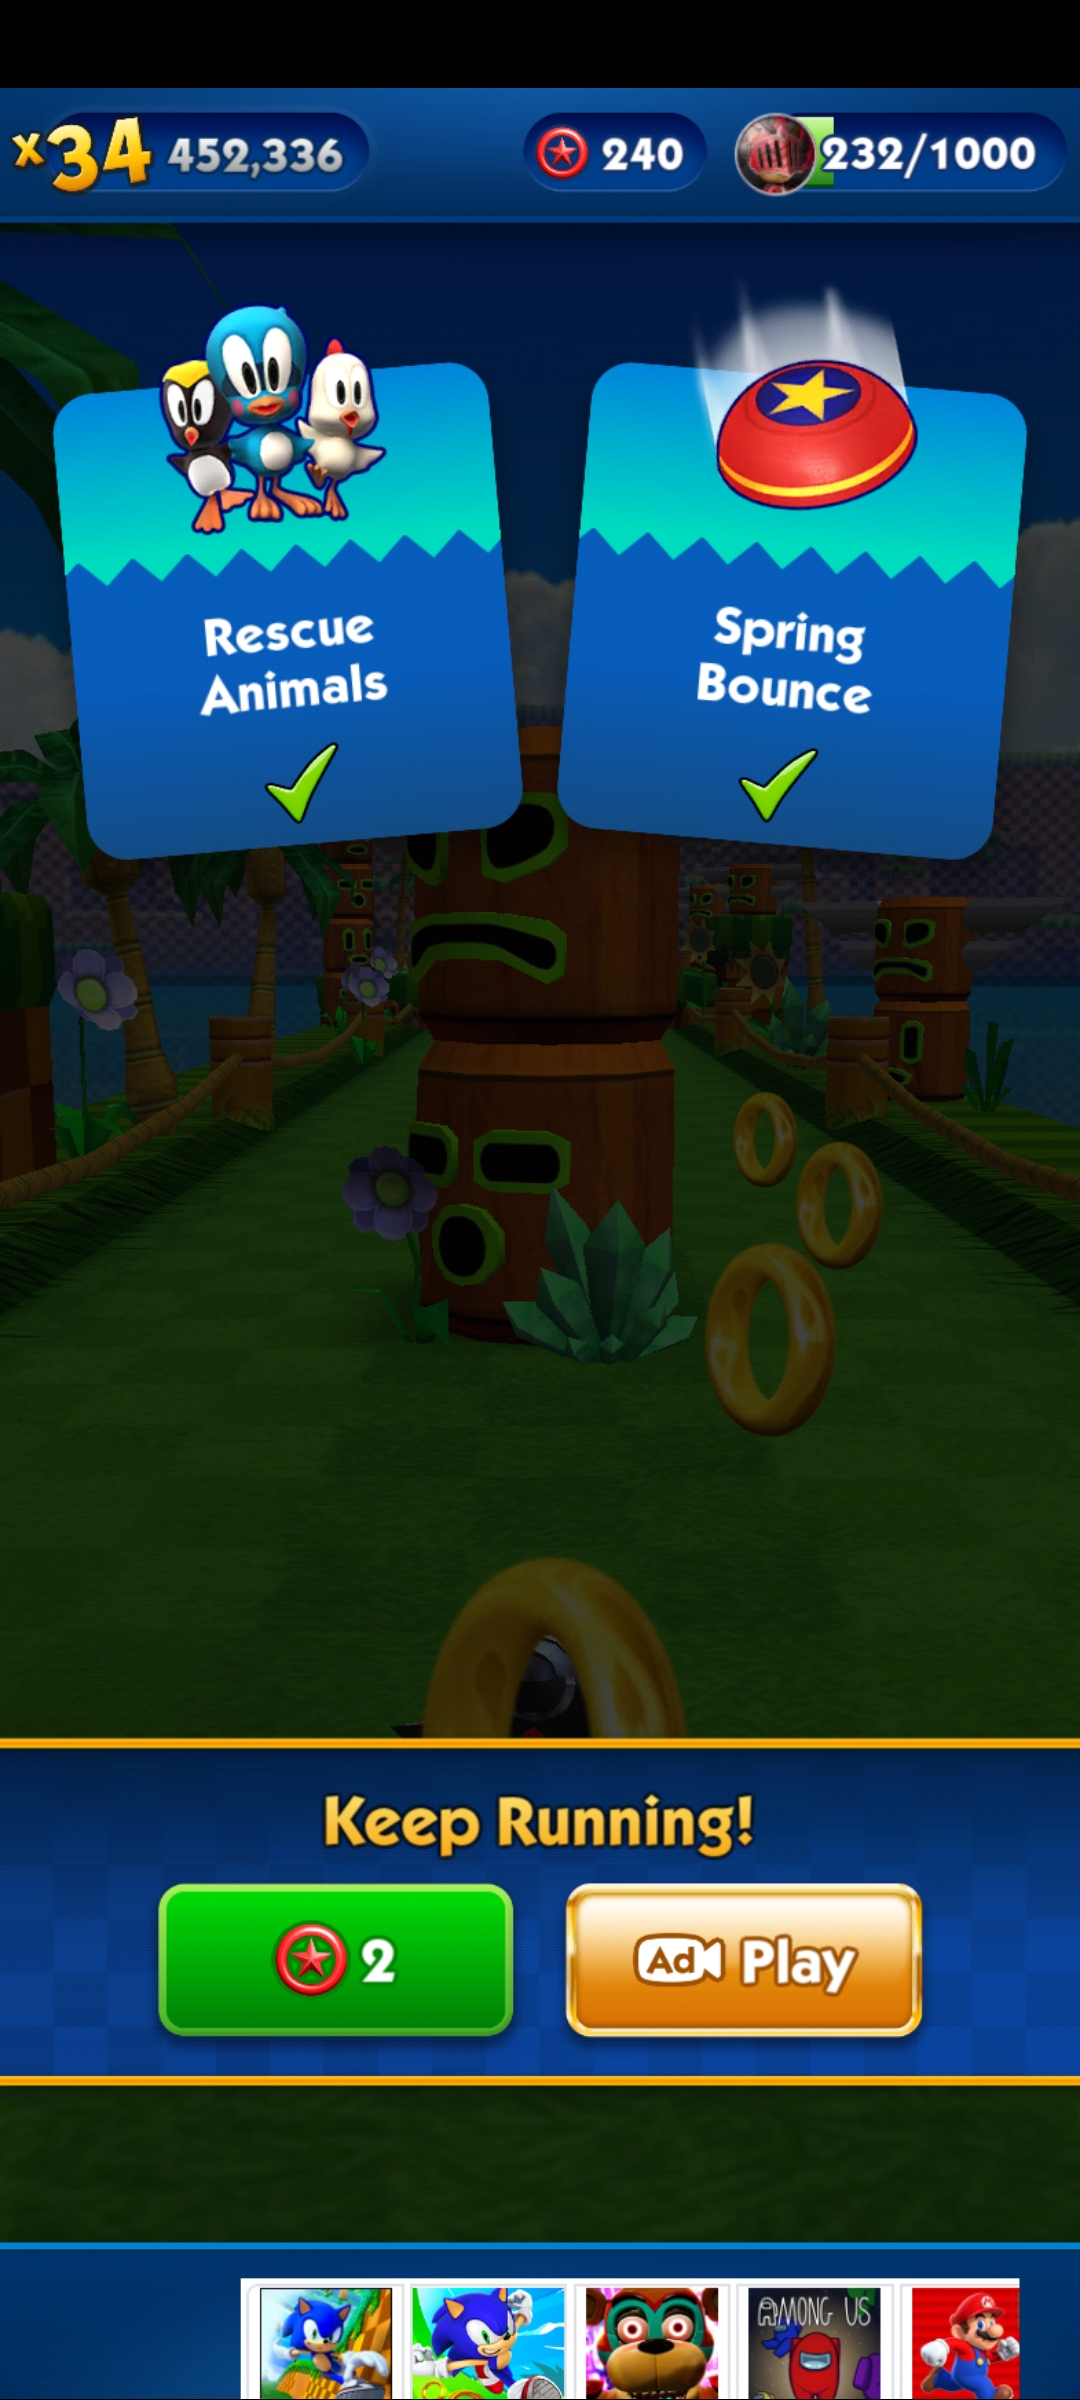 x34 452,336 240 232/1000
Rescue
Animals
Spring
Bounce
Keep Running!
2
Ad Play
AMONG US